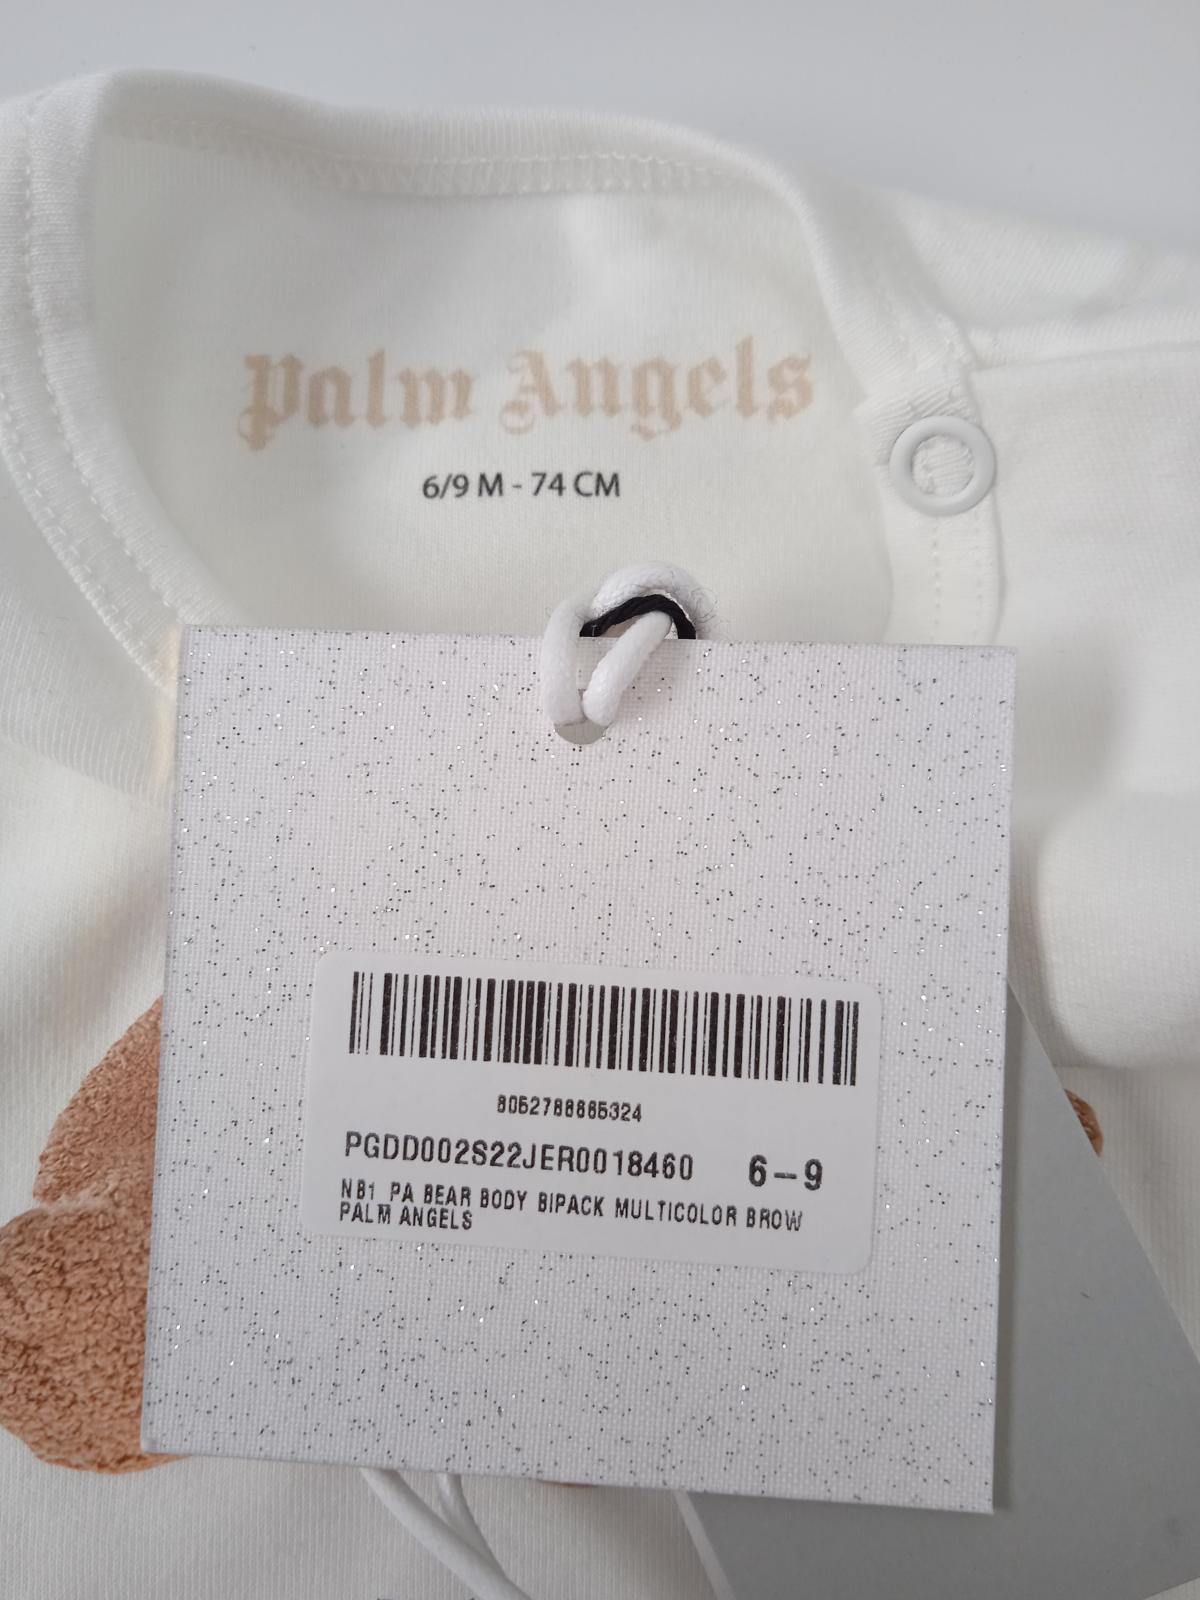 Palm Angels
6/9 M - 74 CM
8052788865324
PGDD002S22JER0018460 6-9
NB1 PA BEAR BODY BIPACK MULTICOLOR BROW
PALM ANGELS